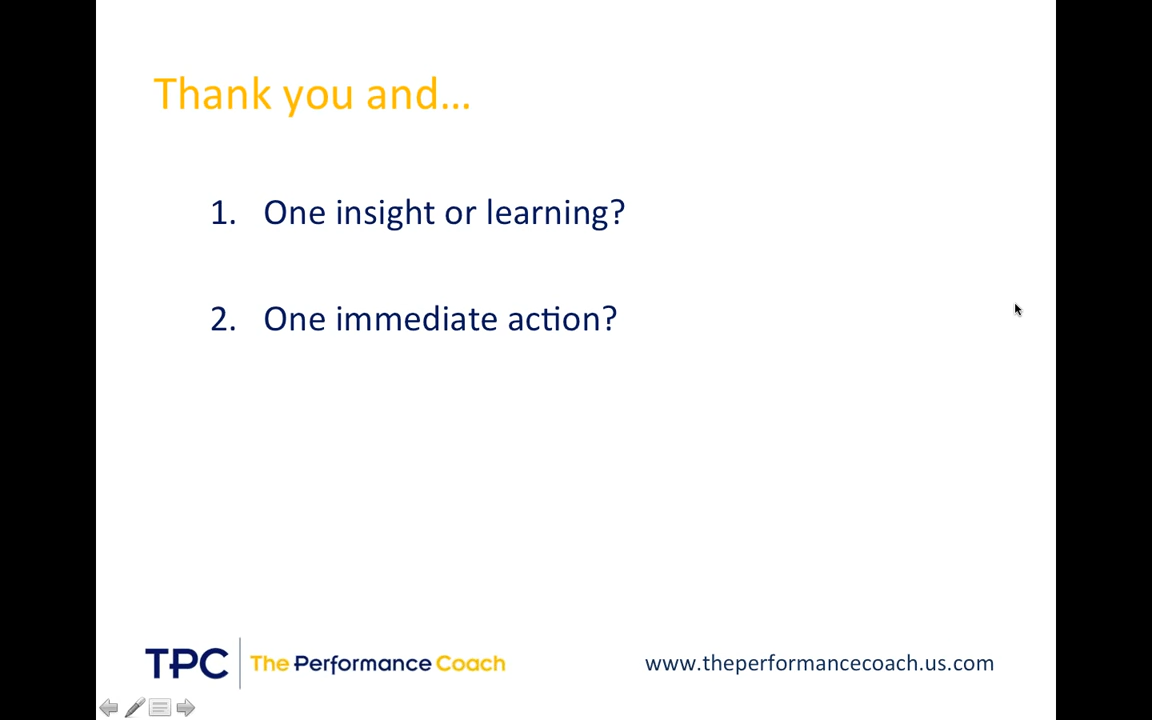 Thank you and...
1. One insight or learning?
2. One immediate action?
TPC The Performance Coach
www.theperformancecoach.us.com